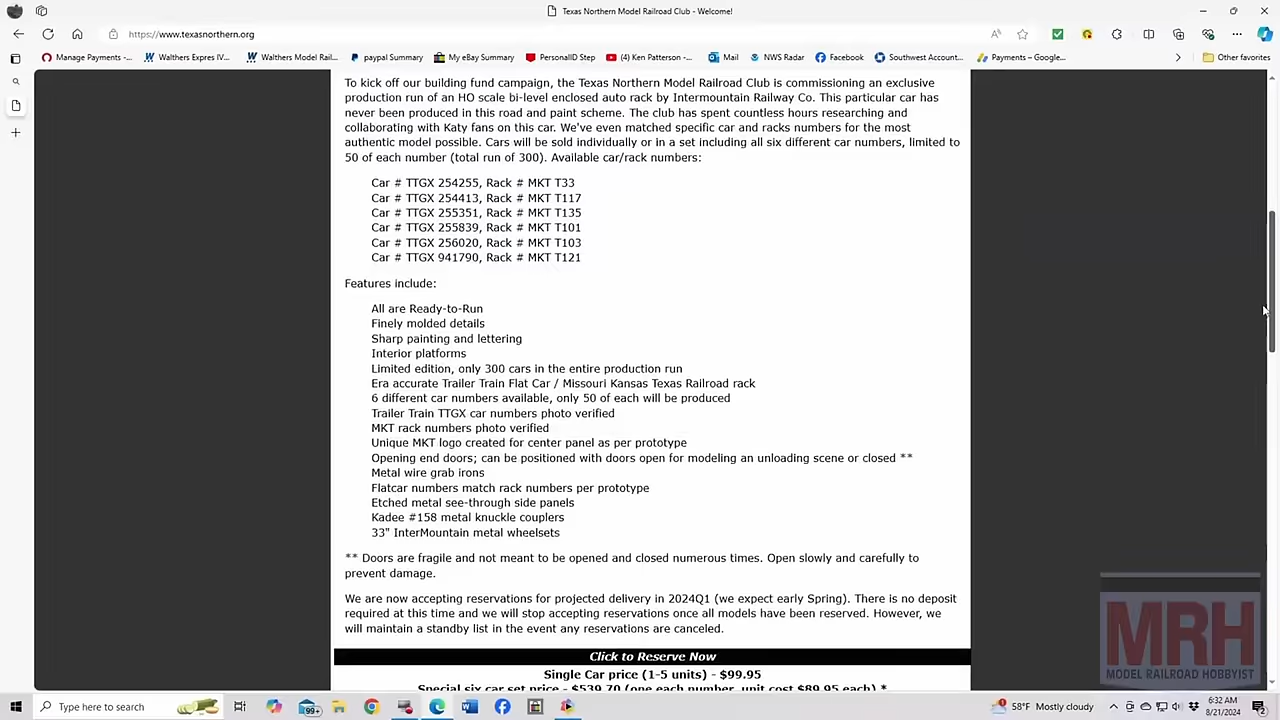 Texas Northern Model Railroad Club - Welcome!
https://www.texasnorthern.org
Manage Payments -...
Walthers Expres IV...
Walthers Model Rail...
paypal Summary
My eBay Summary
PersonalID Step
(4) Ken Patterson -...
Mail
NWS Radar
Facebook
Southwest Account...
Payments – Google...
Other favorites
To kick off our building fund campaign, the Texas Northern Model Railroad Club is commissioning an exclusive
production run of an HO scale bi-level enclosed auto rack by Intermountain Railway Co. This particular car has
never been produced in this road and paint scheme. The club has spent countless hours researching and
collaborating with Katy fans on this car. We've even matched specific car and racks numbers for the most
authentic model possible. Cars will be sold individually or in a set including all six different car numbers, limited to
50 of each number (total run of 300). Available car/rack numbers:
Car # TTGX 254255, Rack # MKT T33
Car # TTGX 254413, Rack # MKT T117
Car # TTGX 255351, Rack # MKT T135
Car # TTGX 255839, Rack # MKT T101
Car # TTGX 256020, Rack # MKT T103
Car # TTGX 941790, Rack # MKT T121
Features include:
All are Ready-to-Run
Finely molded details
Sharp painting and lettering
Interior platforms
Limited edition, only 300 cars in the entire production run
Era accurate Trailer Train Flat Car / Missouri Kansas Texas Railroad rack
6 different car numbers available, only 50 of each will be produced
Trailer Train TTGX car numbers photo verified
MKT rack numbers photo verified
Unique MKT logo created for center panel as per prototype
Opening end doors; can be positioned with doors open for modeling an unloading scene or closed **
Metal wire grab irons
Flatcar numbers match rack numbers per prototype
Etched metal see-through side panels
Kadee #158 metal knuckle couplers
33" InterMountain metal wheelsets
** Doors are fragile and not meant to be opened and closed numerous times. Open slowly and carefully to
prevent damage.
We are now accepting reservations for projected delivery in 2024Q1 (we expect early Spring). There is no deposit
required at this time and we will stop accepting reservations once all models have been reserved. However, we
will maintain a standby list in the event any reservations are canceled.
Click to Reserve Now
Single Car price (1-5 units) - $99.95
Special six car set price - $539.70 (one each number, unit cost $89.95 each) *
MRH
MODEL RAILROAD HOBBYIST
Type here to search
99+
58°F Mostly cloudy
6:32 AM
8/21/2024